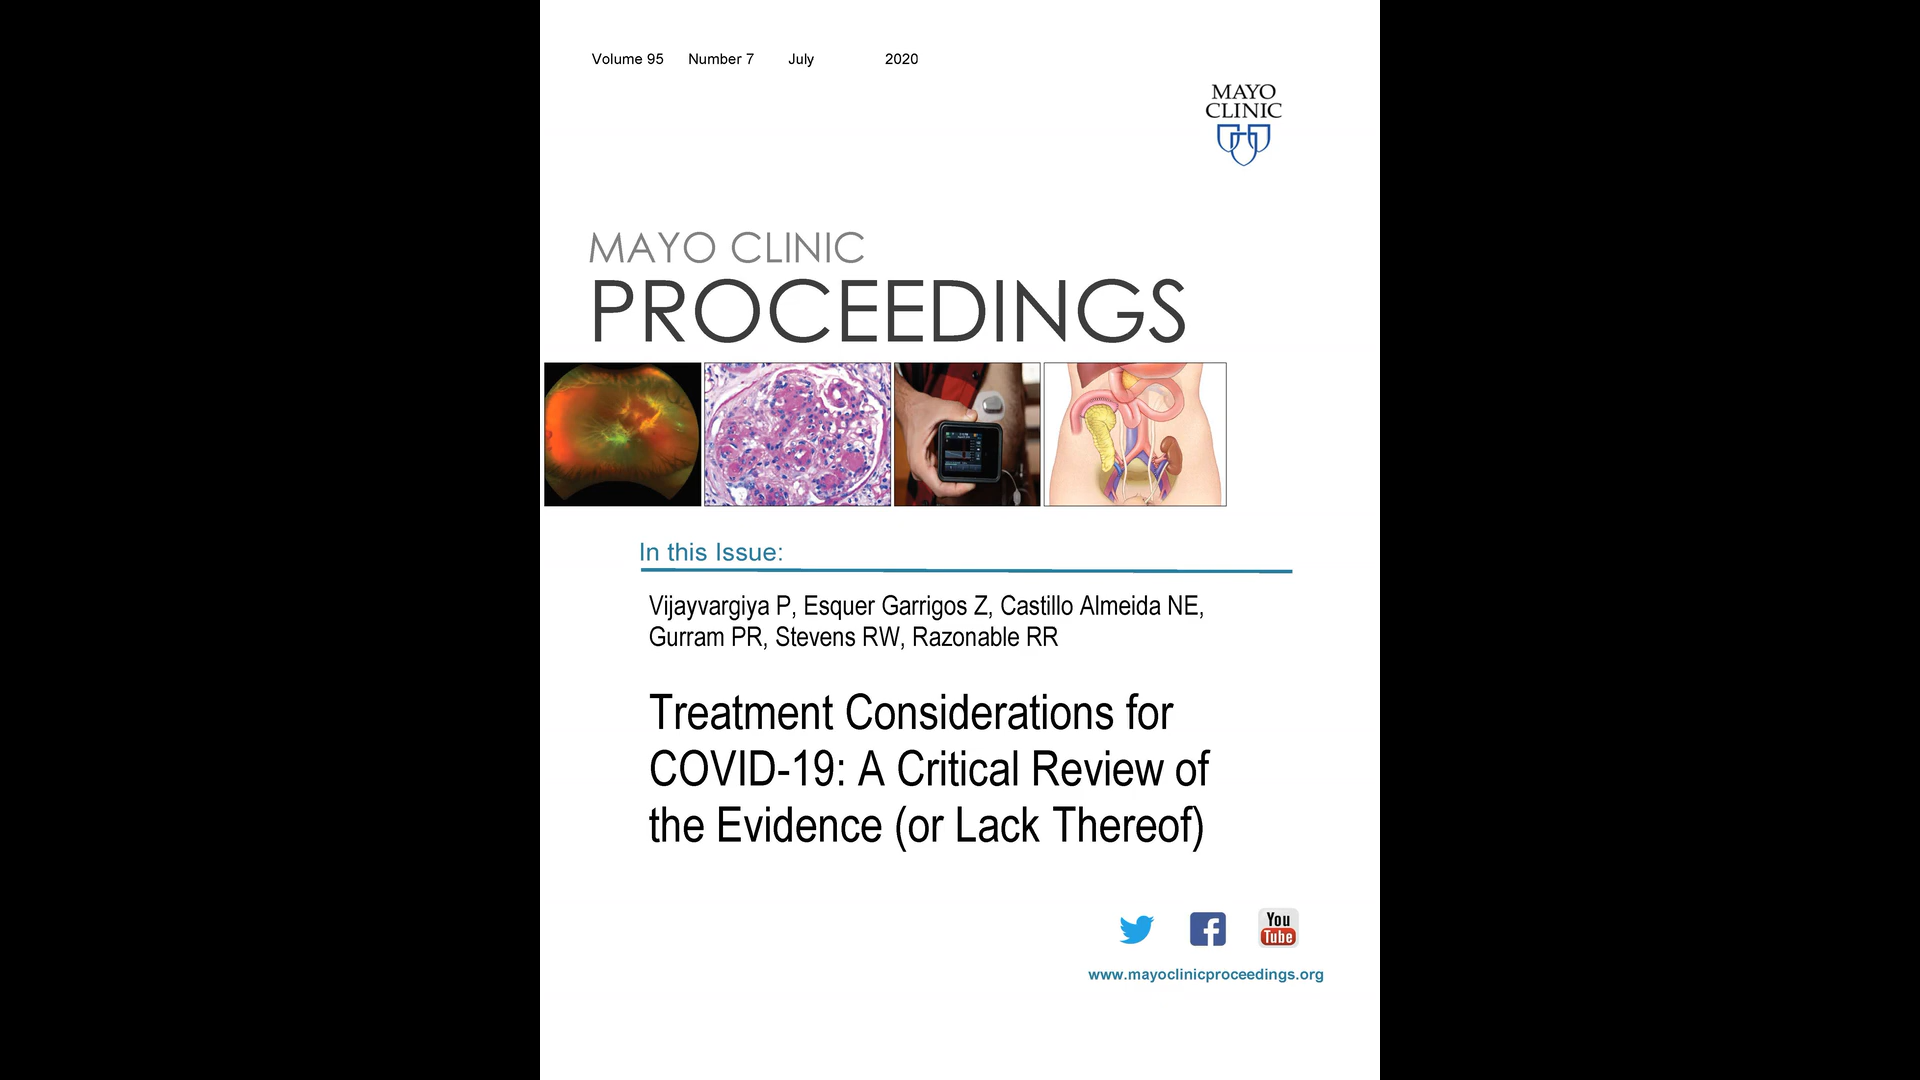 Volume 95 Number 7 July 2020
MAYO
CLINIC
MAYO CLINIC
PROCEEDINGS
In this Issue:
Vijayvargiya P, Esquer Garrigos Z, Castillo Almeida NE,
Gurram PR, Stevens RW, Razonable RR
Treatment Considerations for
COVID-19: A Critical Review of
the Evidence (or Lack Thereof)
You
Tube
www.mayoclinicproceedings.org